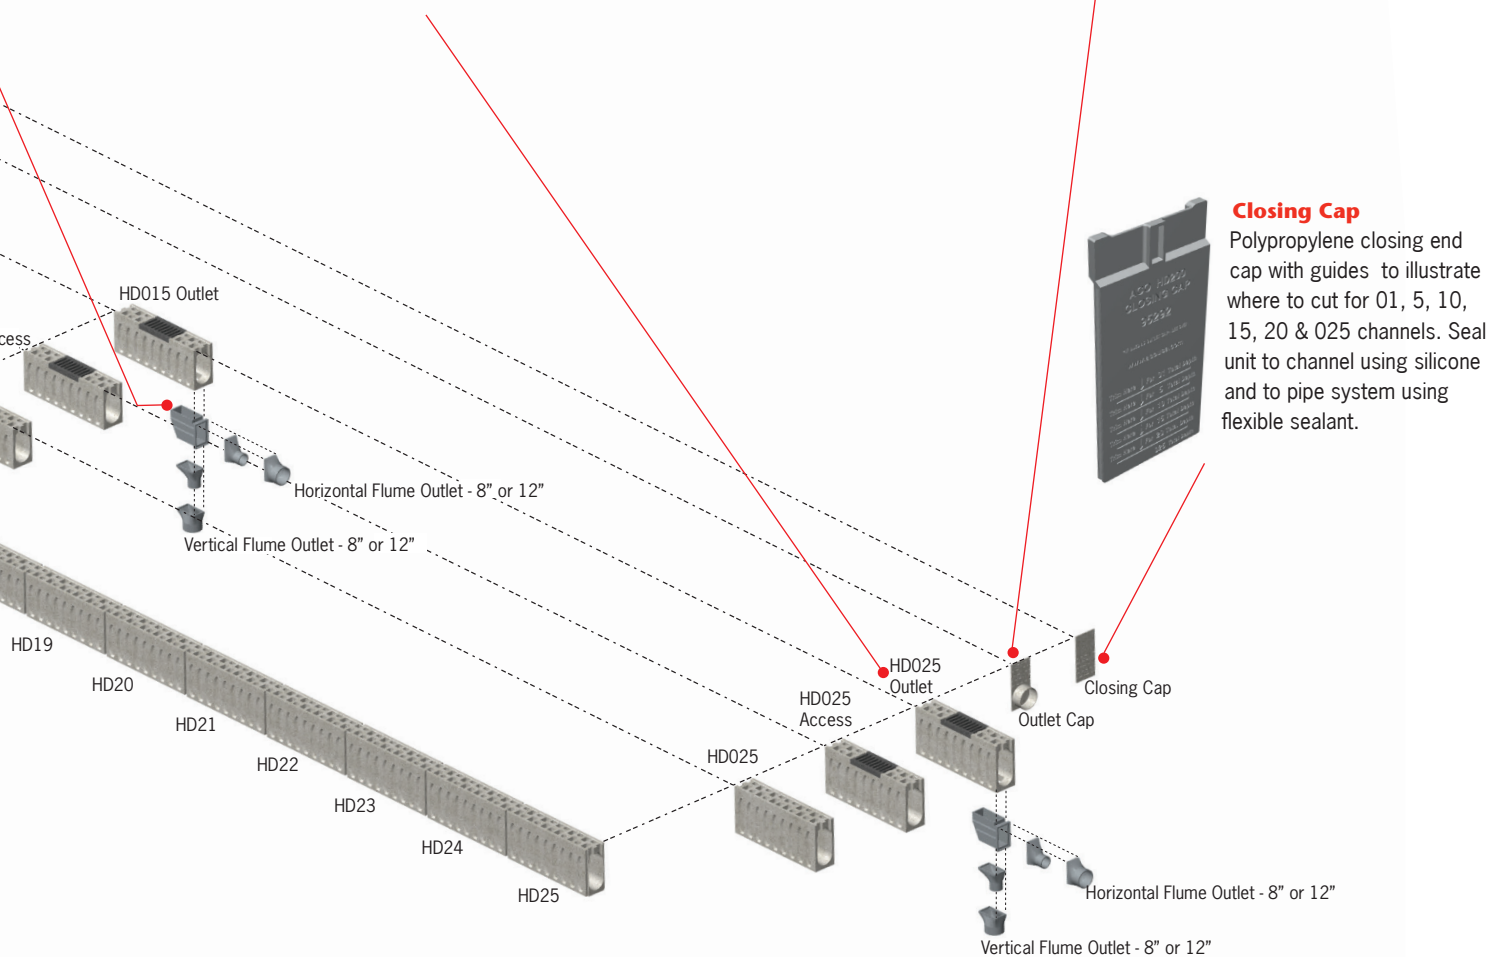 Closing Cap
Polypropylene closing end
cap with guides to illustrate
where to cut for 01, 5, 10,
15, 20 & 025 channels. Seal
unit to channel using silicone
and to pipe system using
flexible sealant.
CLOSING CAP
HD015 Outlet
cess
Horizontal Flume Outlet - 8” or 12”
Vertical Flume Outlet - 8” or 12”
HD19
HD20
HD21
HD22
HD23
HD24
HD25
HD025
HD025
Access
HD025
Outlet
Outlet Cap
Closing Cap
Horizontal Flume Outlet - 8” or 12”
Vertical Flume Outlet - 8” or 12”